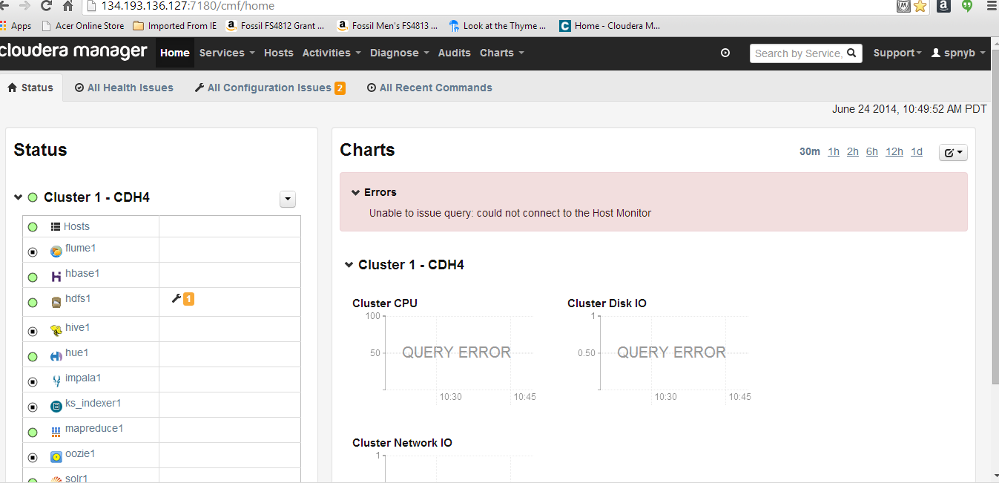 134.193.136.127:7180/cmf/home
Apps Acer Online Store Imported From IE Fossil FS4812 Grant ... Fossil Men's FS4813 ... Look at the Thyme ... Home - Cloudera M...
cloudera manager Home Services Hosts Activities Diagnose Audits Charts Search by Service, Support spnyb
Status All Health Issues All Configuration Issues 2 All Recent Commands
June 24 2014, 10:49:52 AM PDT
Status
Cluster 1 - CDH4
Hosts
flume1
hbase1
hdfs1 1
hive1
hue1
impala1
ks_indexer1
mapreduce1
oozie1
solr1
Charts
30m 1h 2h 6h 12h 1d
Errors
Unable to issue query: could not connect to the Host Monitor
Cluster 1 - CDH4
Cluster CPU
100
50
QUERY ERROR
10:30 10:45
Cluster Disk IO
1
0.50
QUERY ERROR
10:30 10:45
Cluster Network IO
1